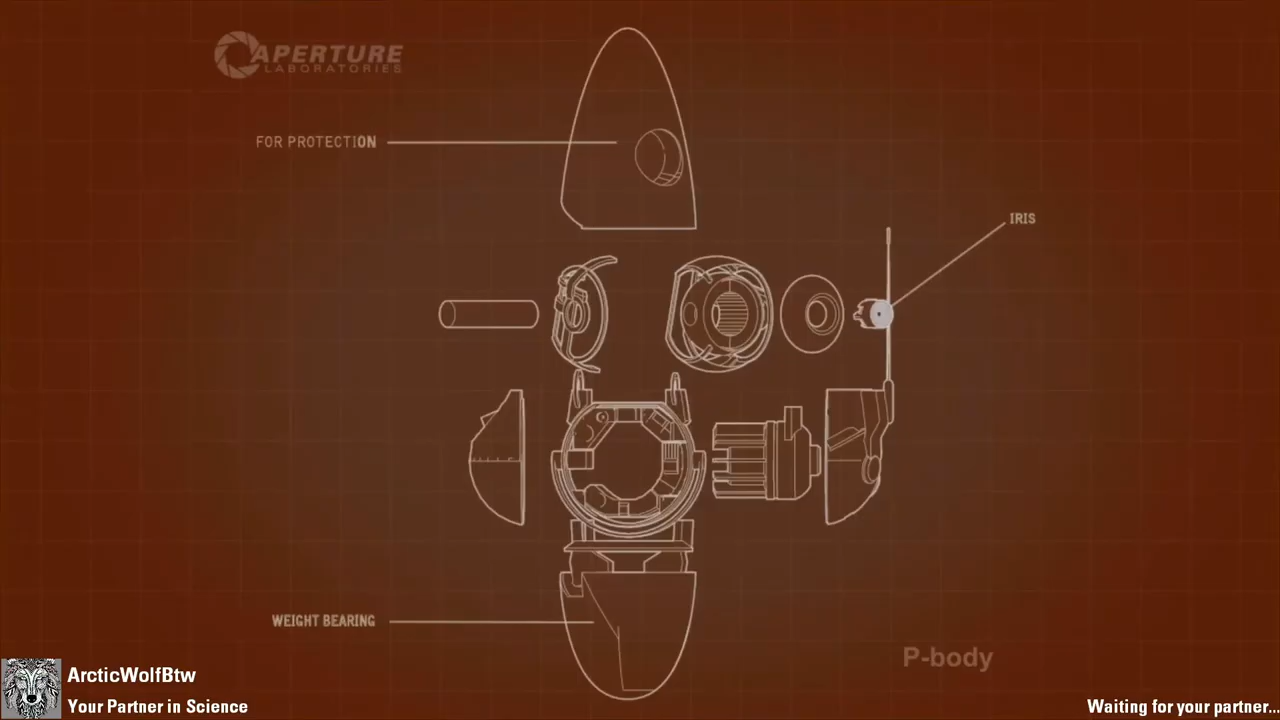 APERTURE
LABORATORIES
FOR PROTECTION
IRIS
WEIGHT BEARING
P-body
ArcticWolfBtw
Your Partner in Science
Waiting for your partner...